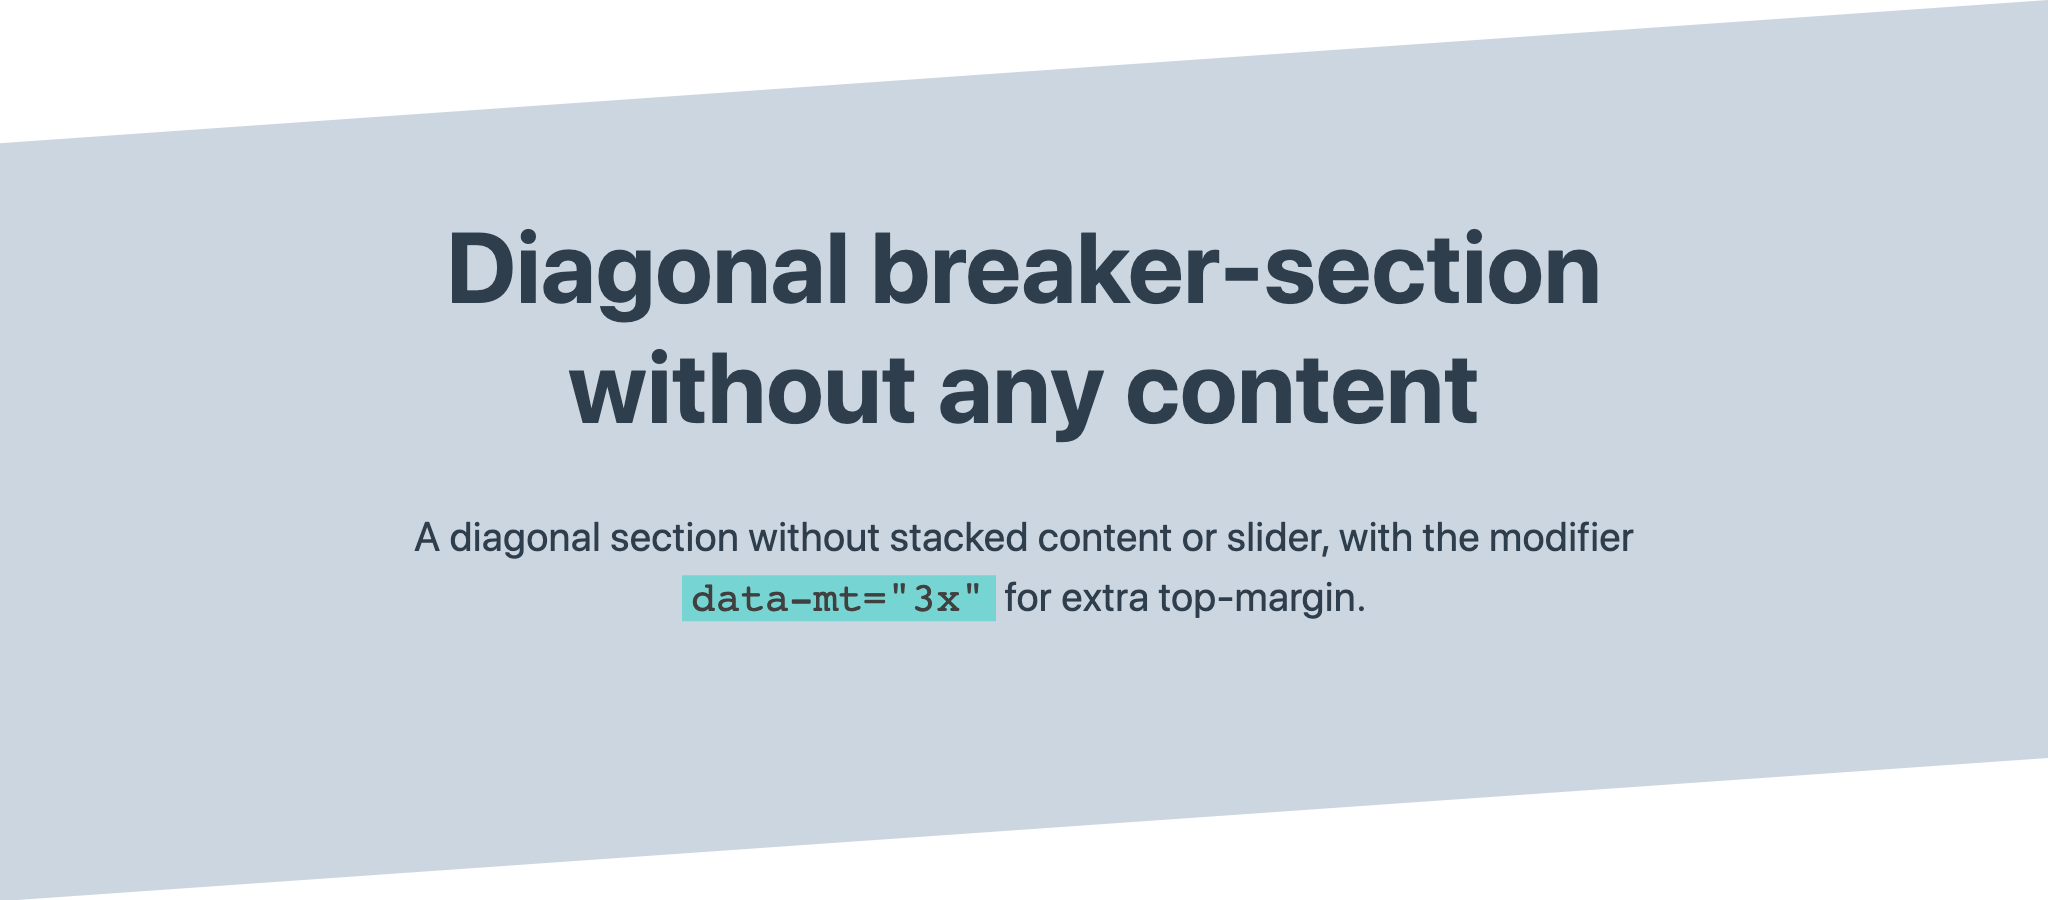 Diagonal breaker-section
without any content
A diagonal section without stacked content or slider, with the modifier
data-mt="3x" for extra top-margin.